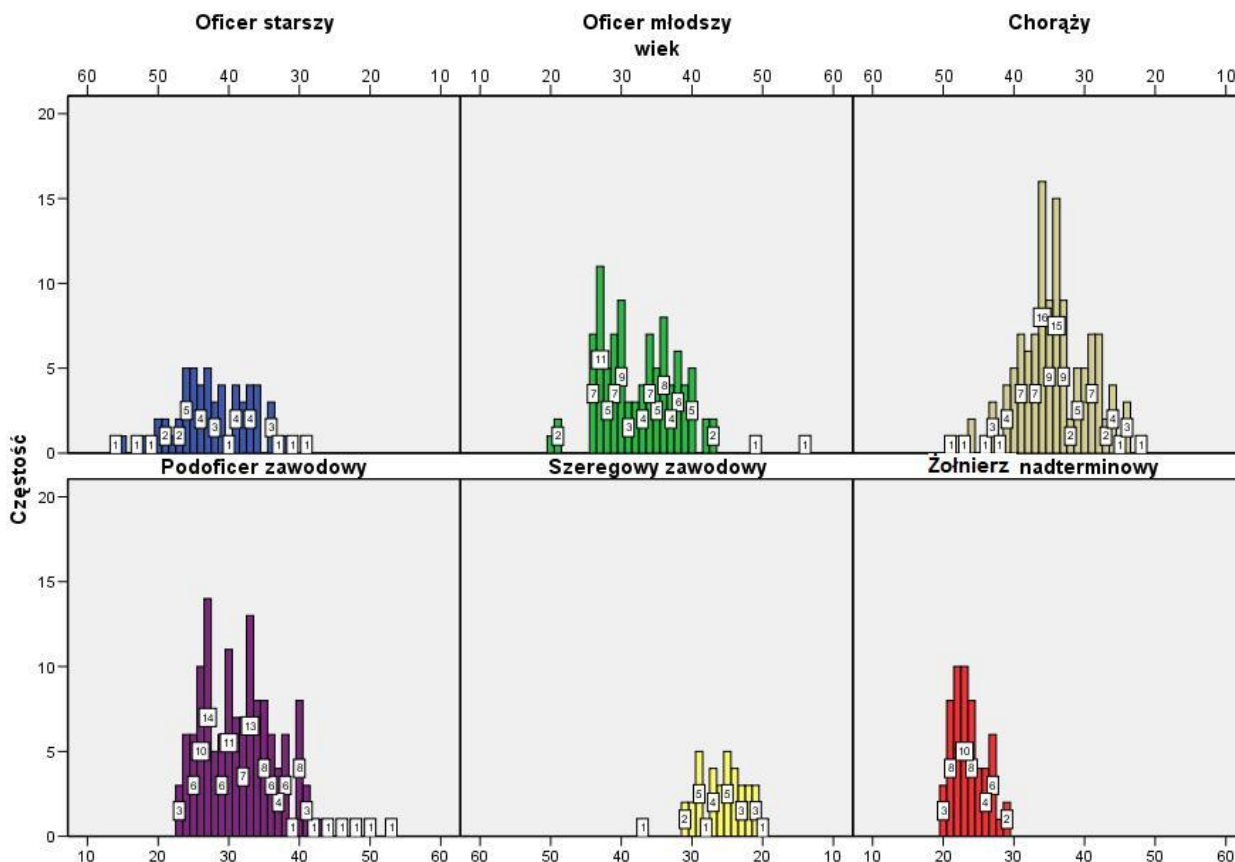 Oficer starszy
Oficer młodszy
Chorąży
wiek
60 50 40 30 20 10
10 20 30 40 50 60
60 50 40 30 20 10
20
15
10
5
0
1 1 1 2 2 5 4 3 1 4 4 3 1 1 1
2 7 11 5 7 9 3 4 7 5 8 4 6 5 2 1 1
1 3 1 3 1 4 7 7 16 9 15 9 2 5 7 2 4 1 3 1
Częstość
Podoficer zawodowy
Szeregowy zawodowy
Żołnierz nadterminowy
20
15
10
5
0
3 6 10 14 6 11 7 13 8 6 4 6 1 8 3 1 1 1 1 1 1
1 2 5 1 4 5 3 3 1
3 8 10 8 4 6 2
10 20 30 40 50 60
60 50 40 30 20 10
10 20 30 40 50 60